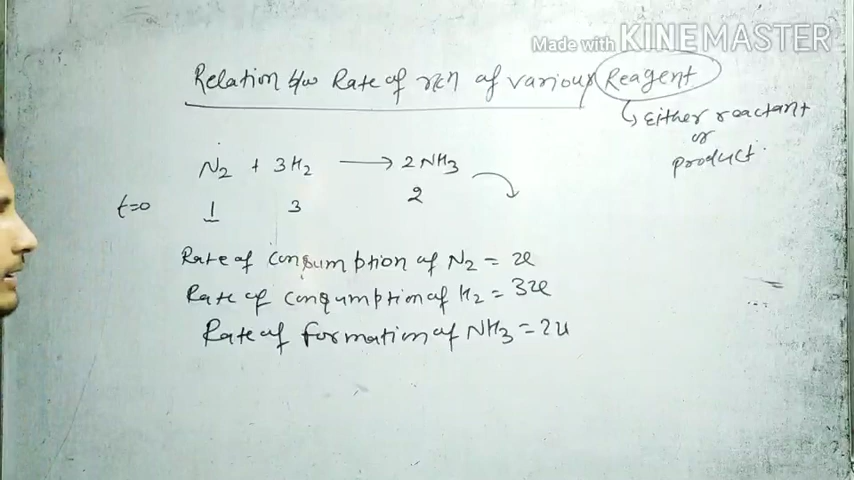 Made with KINEMASTER
Relation b/w Rate of rxn of various Reagent
↳ Either reactant
or
product.
N2 + 3H2 → 2NH3
t=0 1 3 2
Rate of consumption of N2 = x
Rate of consumption of H2 = 3x
Rate of formation of NH3 = 2x